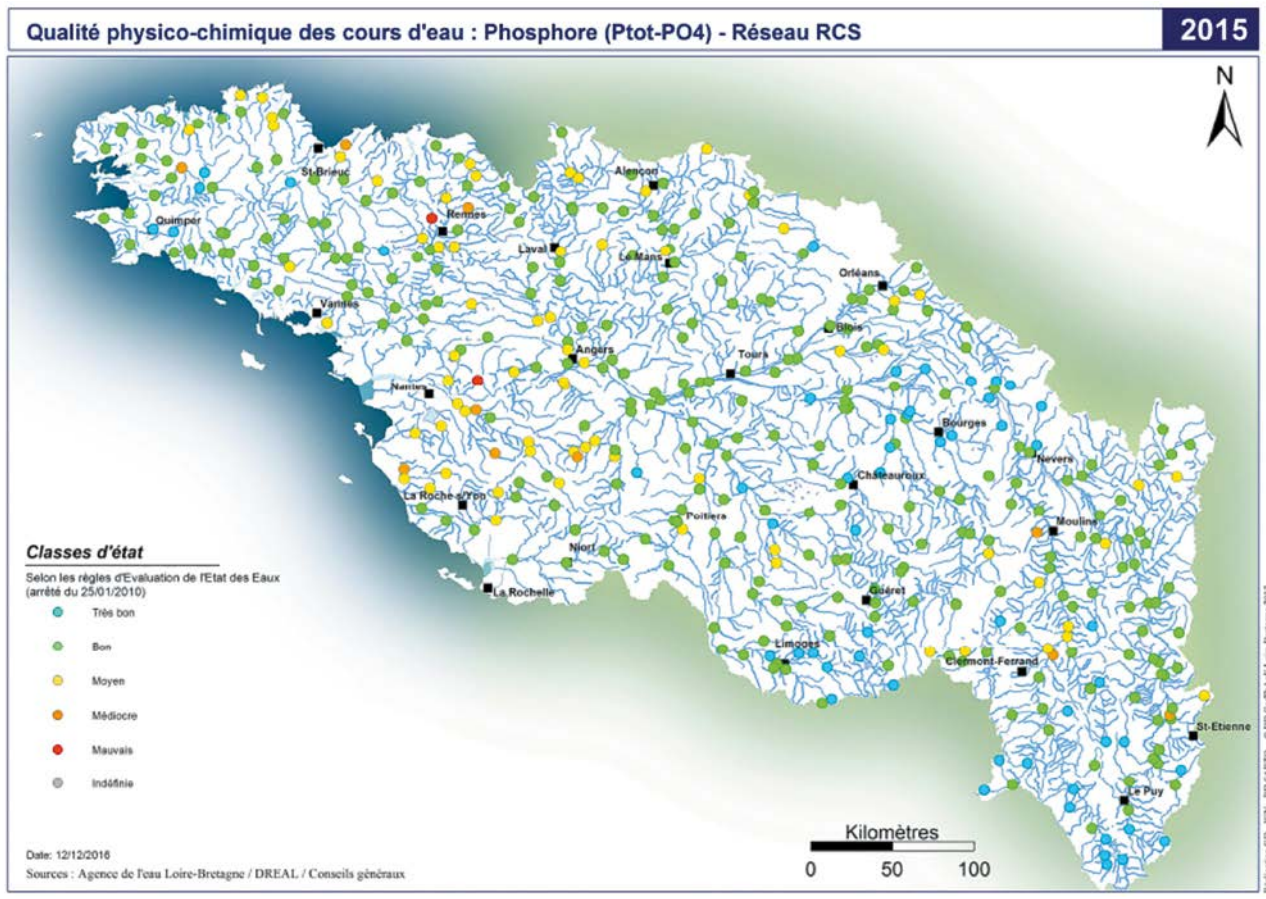 Qualité physico-chimique des cours d'eau : Phosphore (Ptot-PO4) - Réseau RCS
2015
N
St-Brieuc
Alençon
Quimper
Rennes
Laval
Le Mans
Orléans
Vannes
Blois
Angers
Tours
Nantes
Bourges
Nevers
Châteauroux
La Roche s/Yon
Poitiers
Moulins
Niort
La Rochelle
Guéret
Limoges
Clermont-Ferrand
St-Etienne
Le Puy
Classes d'état
Selon les règles d'Evaluation de l'Etat des Eaux
(arrêté du 25/01/2010)
Très bon
Bon
Moyen
Médiocre
Mauvais
Indéfinie
Kilomètres
0 50 100
Date: 12/12/2016
Sources : Agence de l'eau Loire-Bretagne / DREAL / Conseils généraux